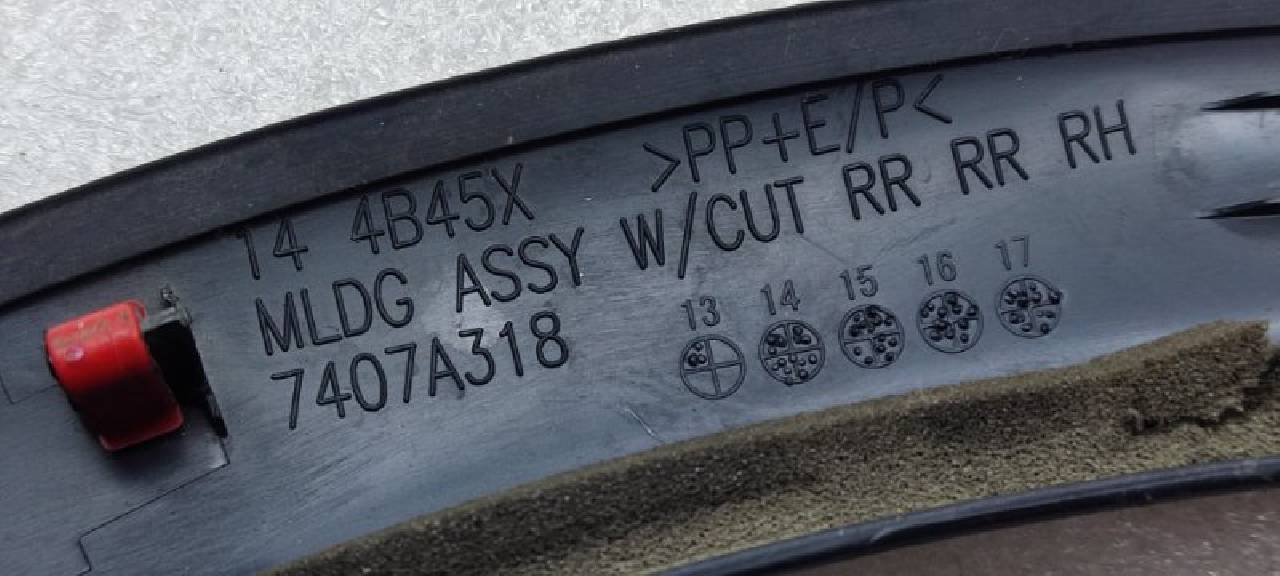 14 4B45X >PP+E/P<
MLDG ASSY W/CUT RR RR RH
7407A318
13 14 15 16 17